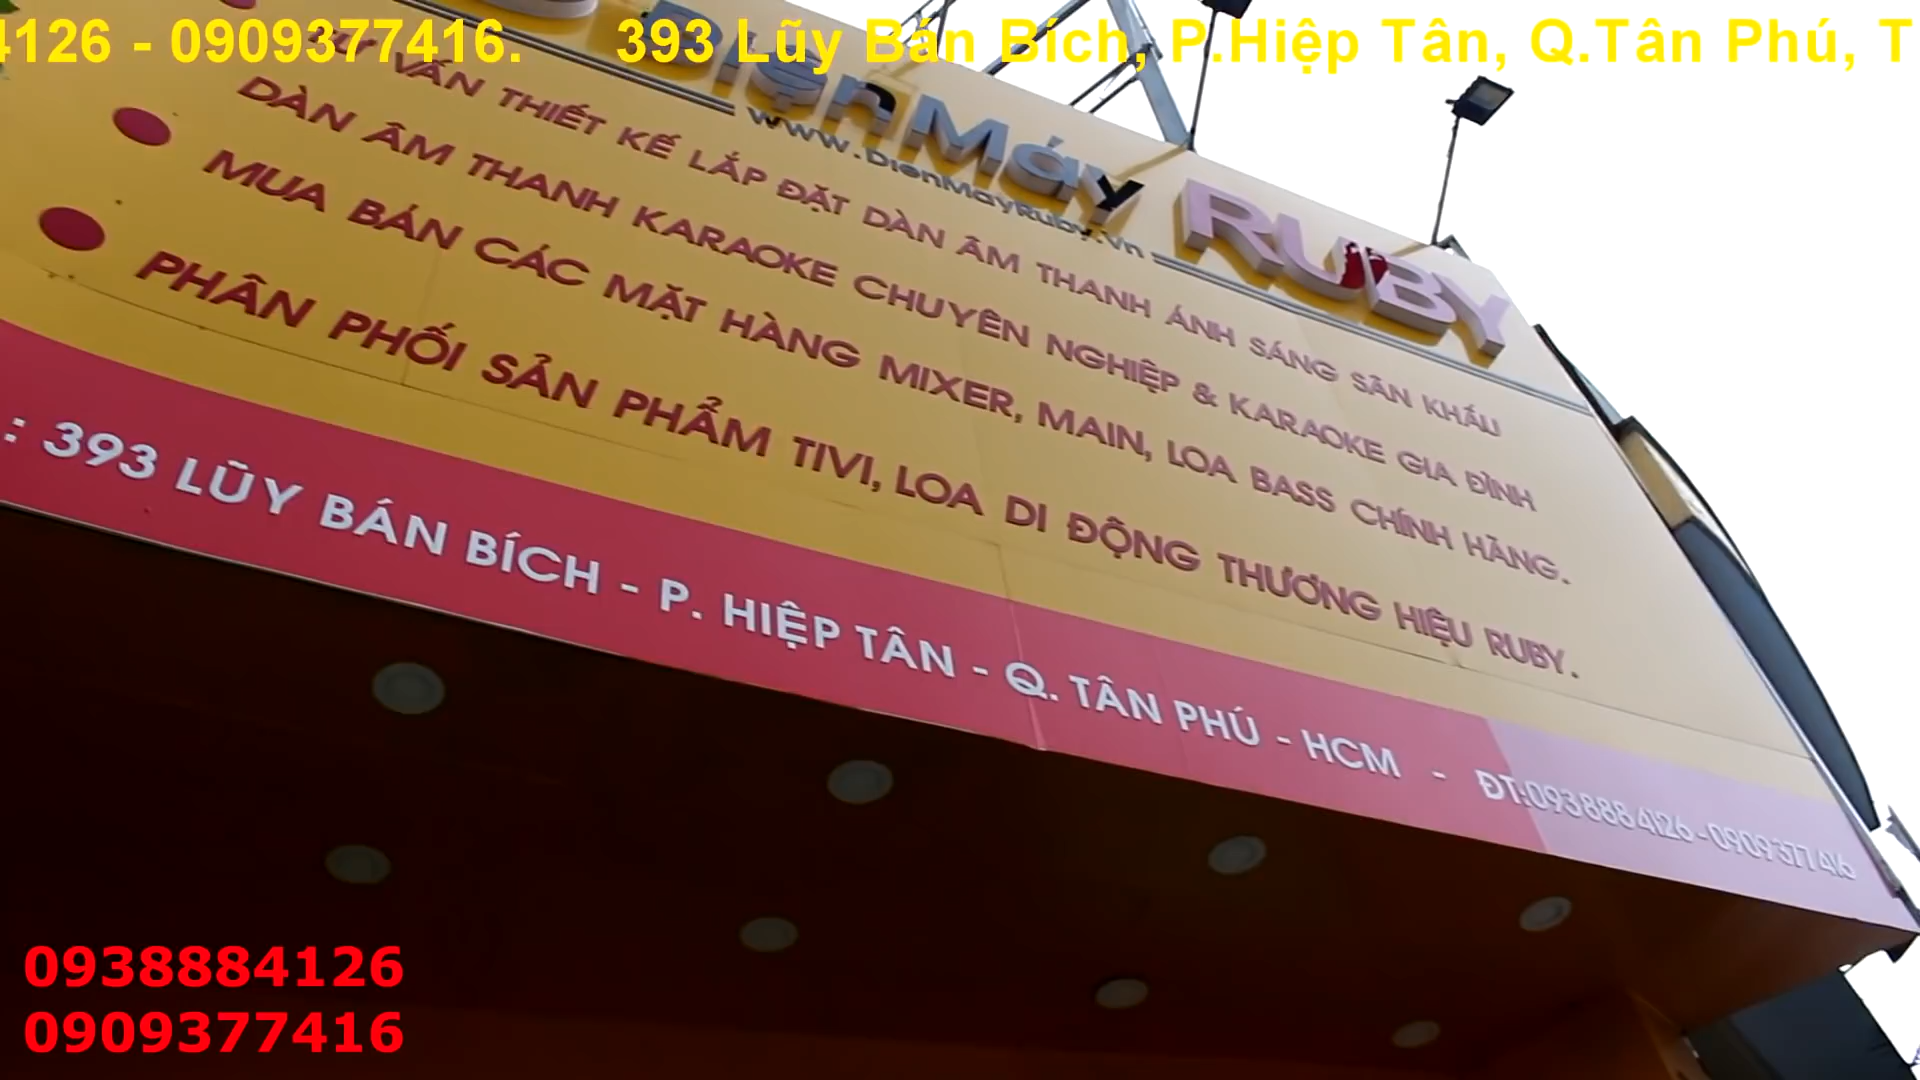 4126 - 0909377416. 393 Lũy Bán Bích, P.Hiệp Tân, Q.Tân Phú, T
Điện Máy RUBY
www.DienMayRuby.vn
TƯ VẤN THIẾT KẾ LẮP ĐẶT DÀN ÂM THANH ÁNH SÁNG SÂN KHẤU
DÀN ÂM THANH KARAOKE CHUYÊN NGHIỆP & KARAOKE GIA ĐÌNH
MUA BÁN CÁC MẶT HÀNG MIXER, MAIN, LOA BASS CHÍNH HÃNG.
PHÂN PHỐI SẢN PHẨM TIVI, LOA DI ĐỘNG THƯƠNG HIỆU RUBY.
: 393 LŨY BÁN BÍCH - P. HIỆP TÂN - Q. TÂN PHÚ - HCM - ĐT:0938884126-0909377416
0938884126
0909377416